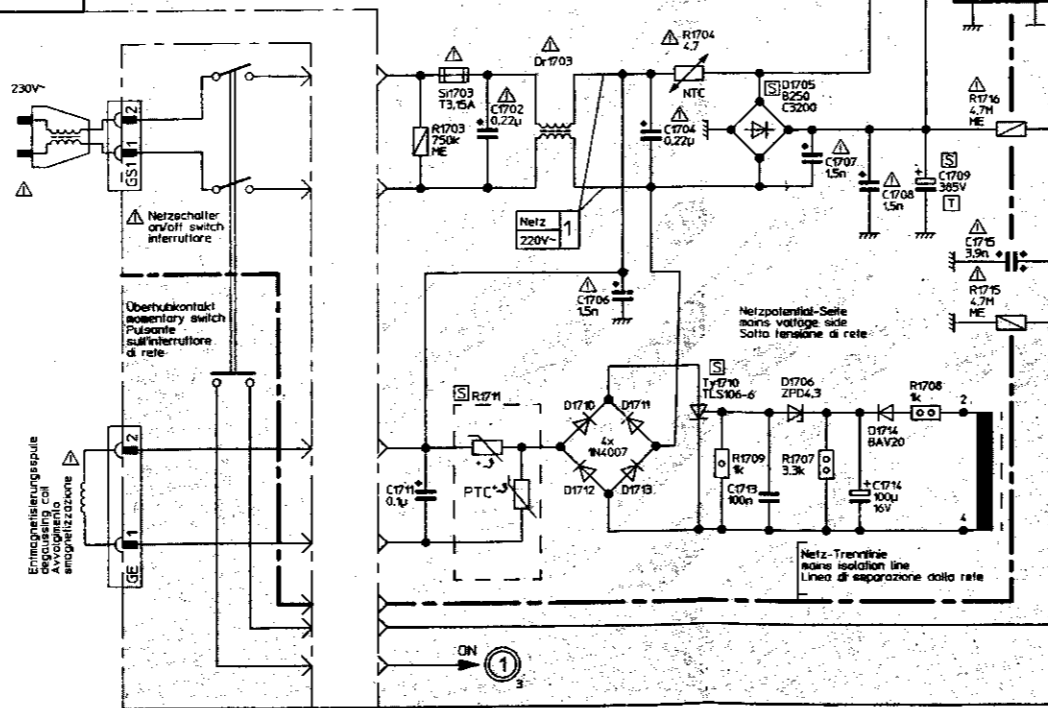 230V~
GS1
2
1
Netzschalter
on/off switch
interruttore
Si1703
T3,15A
R1703
750k
ME
C1702
0,22µ
Dr1703
R1704
4.7
NTC
C1704
0,22µ
S
D1705
B250
C3200
C1707
1,5n
C1708
1,5n
S
C1709
385V
T
R1716
4.7M
ME
C1715
3,9n
R1715
4.7M
ME
Netz
220V~
1
C1706
1,5n
Überhubkontakt
momentary switch
Pulsante
sull'interruttore
di rete
Netzpotential-Seite
mains voltage side
Sotto tensione di rete
Entmagnetisierungsspule
degaussing coil
Avvolgimento
smagnetizzazione
GE
2
1
S
R1711
PTC
C1711
0.1µ
D1710
D1711
4x
1N4007
D1712
D1713
S
Ty1710
TLS106-6
D1706
ZPD4,3
R1709
1k
C1713
100n
R1707
3.3k
C1714
100µ
16V
D1714
BAV20
R1708
1k
2
4
Netz-Trennlinie
mains isolation line
Linea di separazione dalla rete
ON
1
3